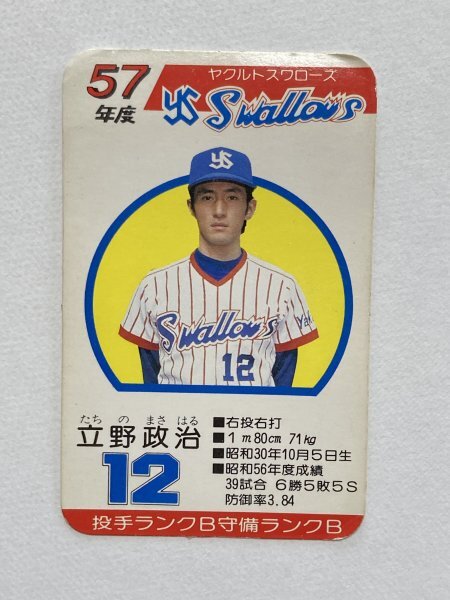 57
年度
ヤクルトスワローズ
YS Swallows
YS
Swallows
12
たち の まさ はる
立野政治
12
■右投右打
■1m80cm 71kg
■昭和30年10月5日生
■昭和56年度成績
39試合 6勝5敗5S
防御率3.84
投手ランクB守備ランクB